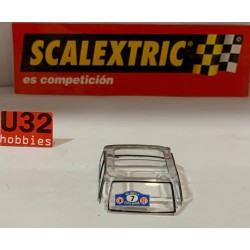 SCALEXTRIC
es competición
U32
hobbies
7